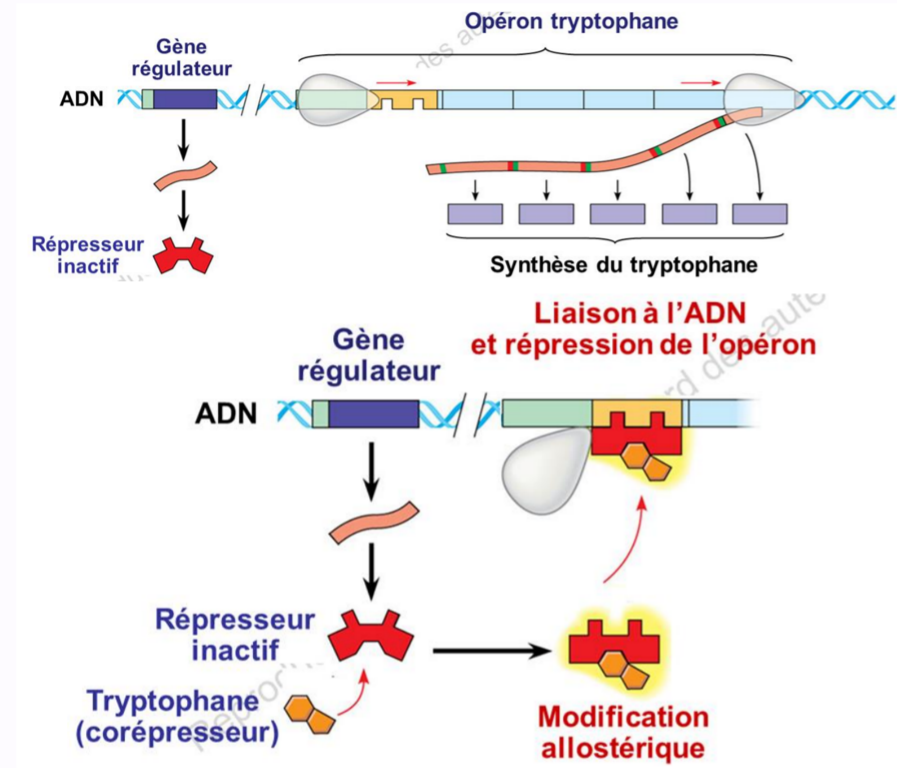 Opéron tryptophane
Gène
régulateur
ADN
Répresseur
inactif
Synthèse du tryptophane
Liaison à l'ADN
et répression de l'opéron
Gène
régulateur
ADN
Répresseur
inactif
Tryptophane
(corépresseur)
Modification
allostérique